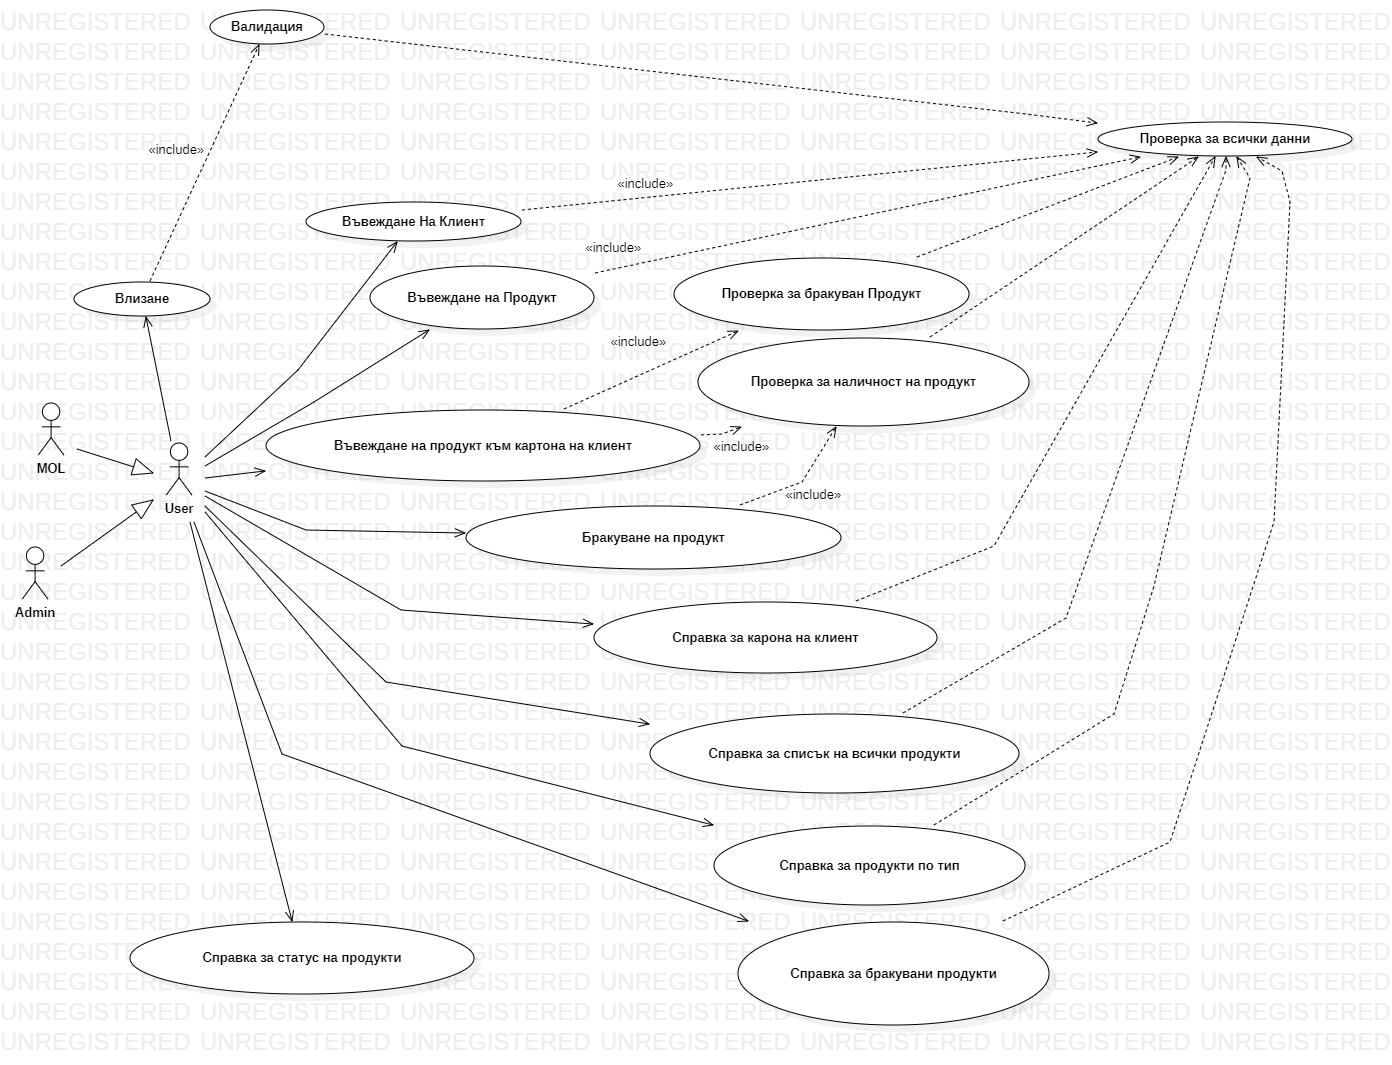 Валидация
Проверка за всички данни
«include»
«include»
Въвеждане На Клиент
«include»
Влизане
Въвеждане на Продукт
Проверка за бракуван Продукт
«include»
Проверка за наличност на продукт
Въвеждане на продукт към картона на клиент
«include»
MOL
«include»
User
Бракуване на продукт
Admin
Справка за карона на клиент
Справка за списък на всички продукти
Справка за продукти по тип
Справка за статус на продукти
Справка за бракувани продукти
UNREGISTERED